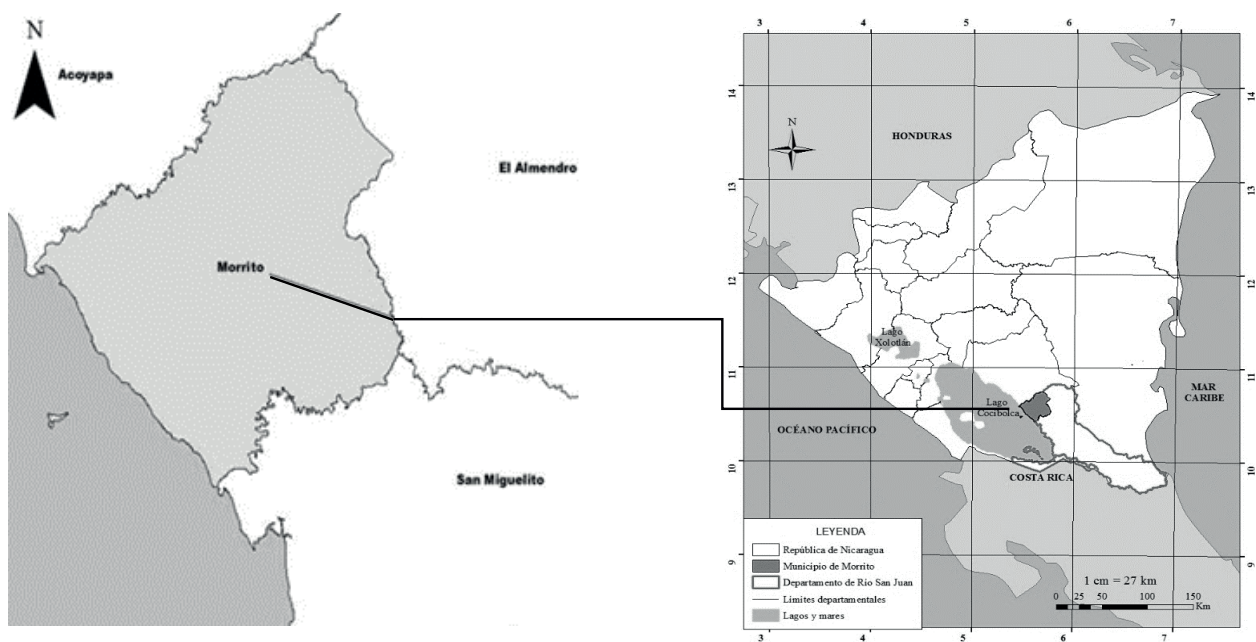 N
Acoyapa
El Almendro
Morrito
San Miguelito
3 4 5 6 7
14 14
13 13
12 12
11 11
10 10
9 9
N
HONDURAS
Lago
Xolotlán
Lago
Cocibolca
MAR
CARIBE
OCÉANO PACÍFICO
COSTA RICA
LEYENDA
República de Nicaragua
Municipio de Morrito
Departamento de Río San Juan
Límites departamentales
Lagos y mares
1 cm = 27 km
0 25 50 100 150
Km
3 4 5 6 7